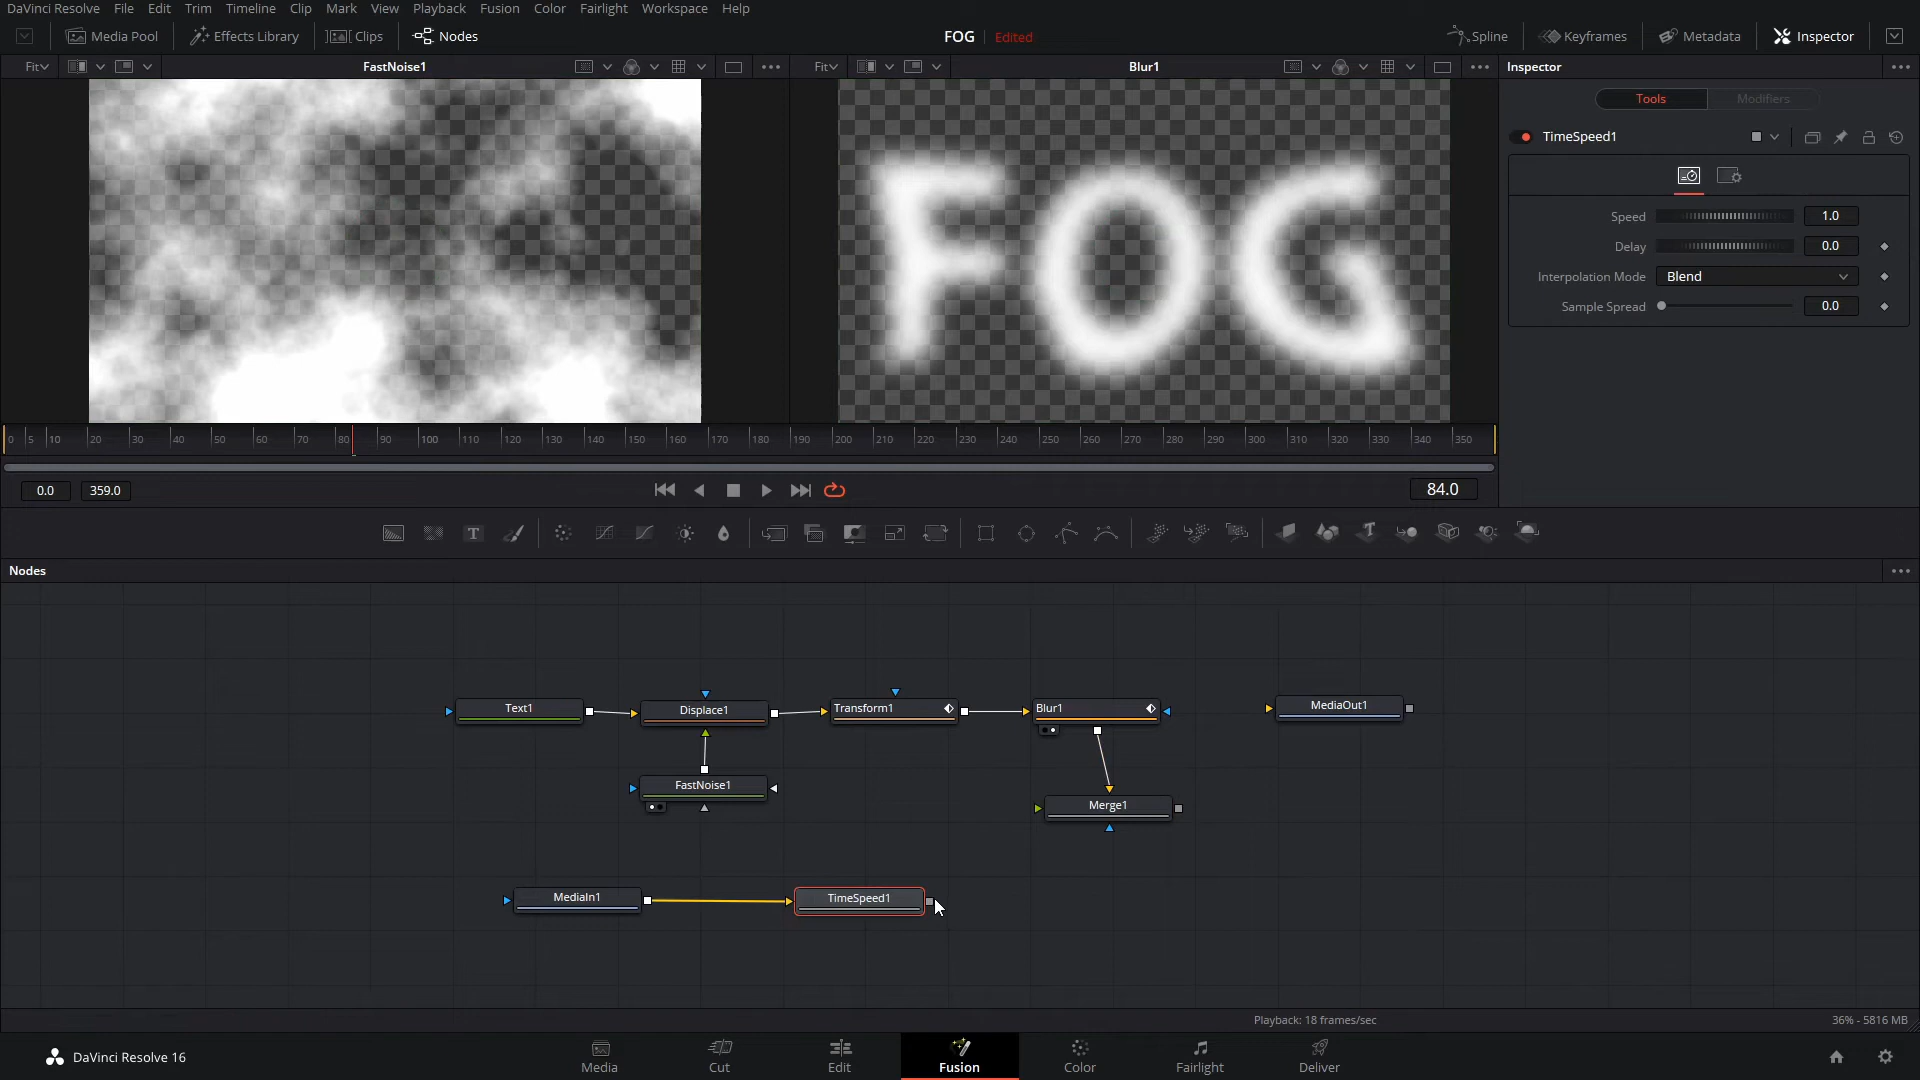 DaVinci Resolve File Edit Trim Timeline Clip Mark View Playback Fusion Color Fairlight Workspace Help
Media Pool Effects Library Clips Nodes FOG Edited Spline Keyframes Metadata Inspector
Fit FastNoise1 Fit Blur1 Inspector
Tools Modifiers
TimeSpeed1
Speed 1.0
Delay 0.0
Interpolation Mode Blend
Sample Spread 0.0
FOG
0 5 10 20 30 40 50 60 70 80 90 100 110 120 130 140 150 160 170 180 190 200 210 220 230 240 250 260 270 280 290 300 310 320 330 340 350
0.0 359.0 84.0
Nodes
Text1 Displace1 Transform1 Blur1 MediaOut1
FastNoise1
Merge1
MediaIn1 TimeSpeed1
Playback: 18 frames/sec 36% - 5816 MB
DaVinci Resolve 16 Media Cut Edit Fusion Color Fairlight Deliver